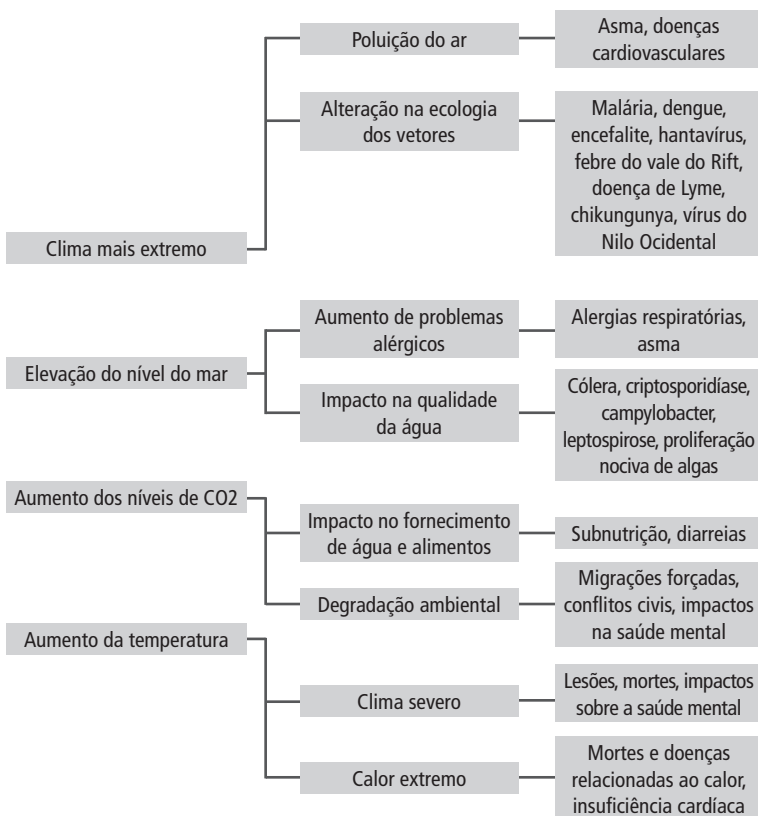 Clima mais extremo
Poluição do ar
Asma, doenças
cardiovasculares
Alteração na ecologia
dos vetores
Malária, dengue,
encefalite, hantavírus,
febre do vale do Rift,
doença de Lyme,
chikungunya, vírus do
Nilo Ocidental
Elevação do nível do mar
Aumento de problemas
alérgicos
Alergias respiratórias,
asma
Impacto na qualidade
da água
Cólera, criptosporidíase,
campylobacter,
leptospirose, proliferação
nociva de algas
Aumento dos níveis de CO2
Impacto no fornecimento
de água e alimentos
Subnutrição, diarreias
Degradação ambiental
Migrações forçadas,
conflitos civis, impactos
na saúde mental
Aumento da temperatura
Clima severo
Lesões, mortes, impactos
sobre a saúde mental
Calor extremo
Mortes e doenças
relacionadas ao calor,
insuficiência cardíaca